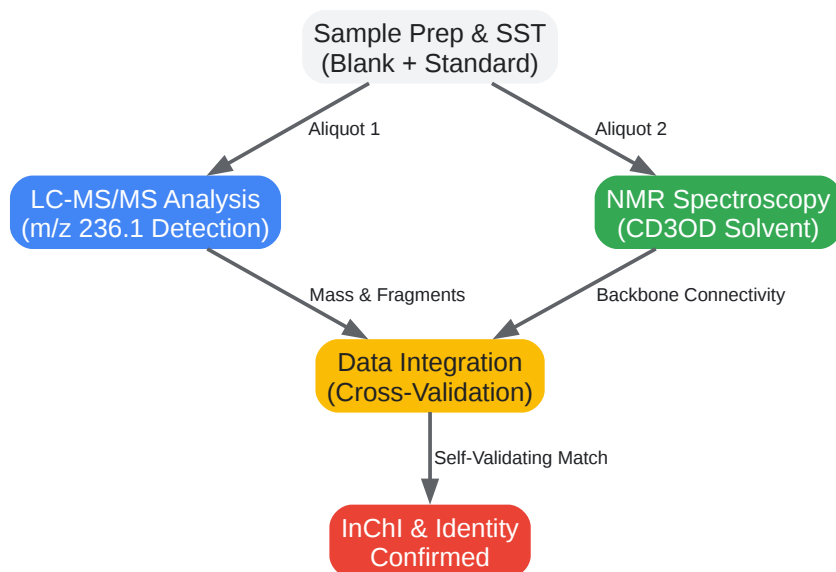 Sample Prep & SST
(Blank + Standard)
Aliquot 1
Aliquot 2
LC-MS/MS Analysis
(m/z 236.1 Detection)
NMR Spectroscopy
(CD3OD Solvent)
Mass & Fragments
Backbone Connectivity
Data Integration
(Cross-Validation)
Self-Validating Match
InChI & Identity
Confirmed